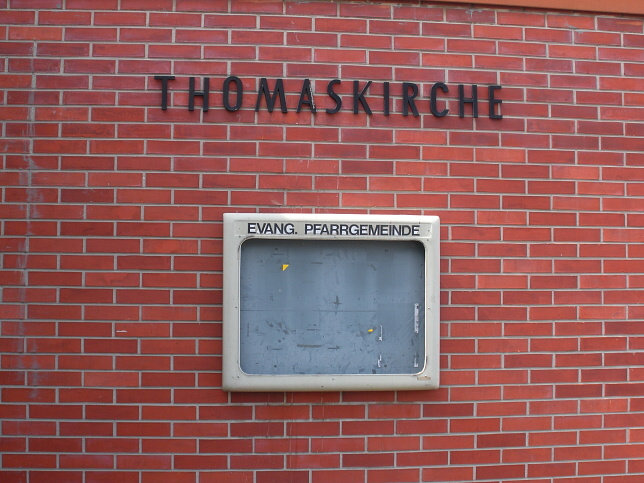 THOMASKIRCHE
EVANG. PFARRGEMEINDE